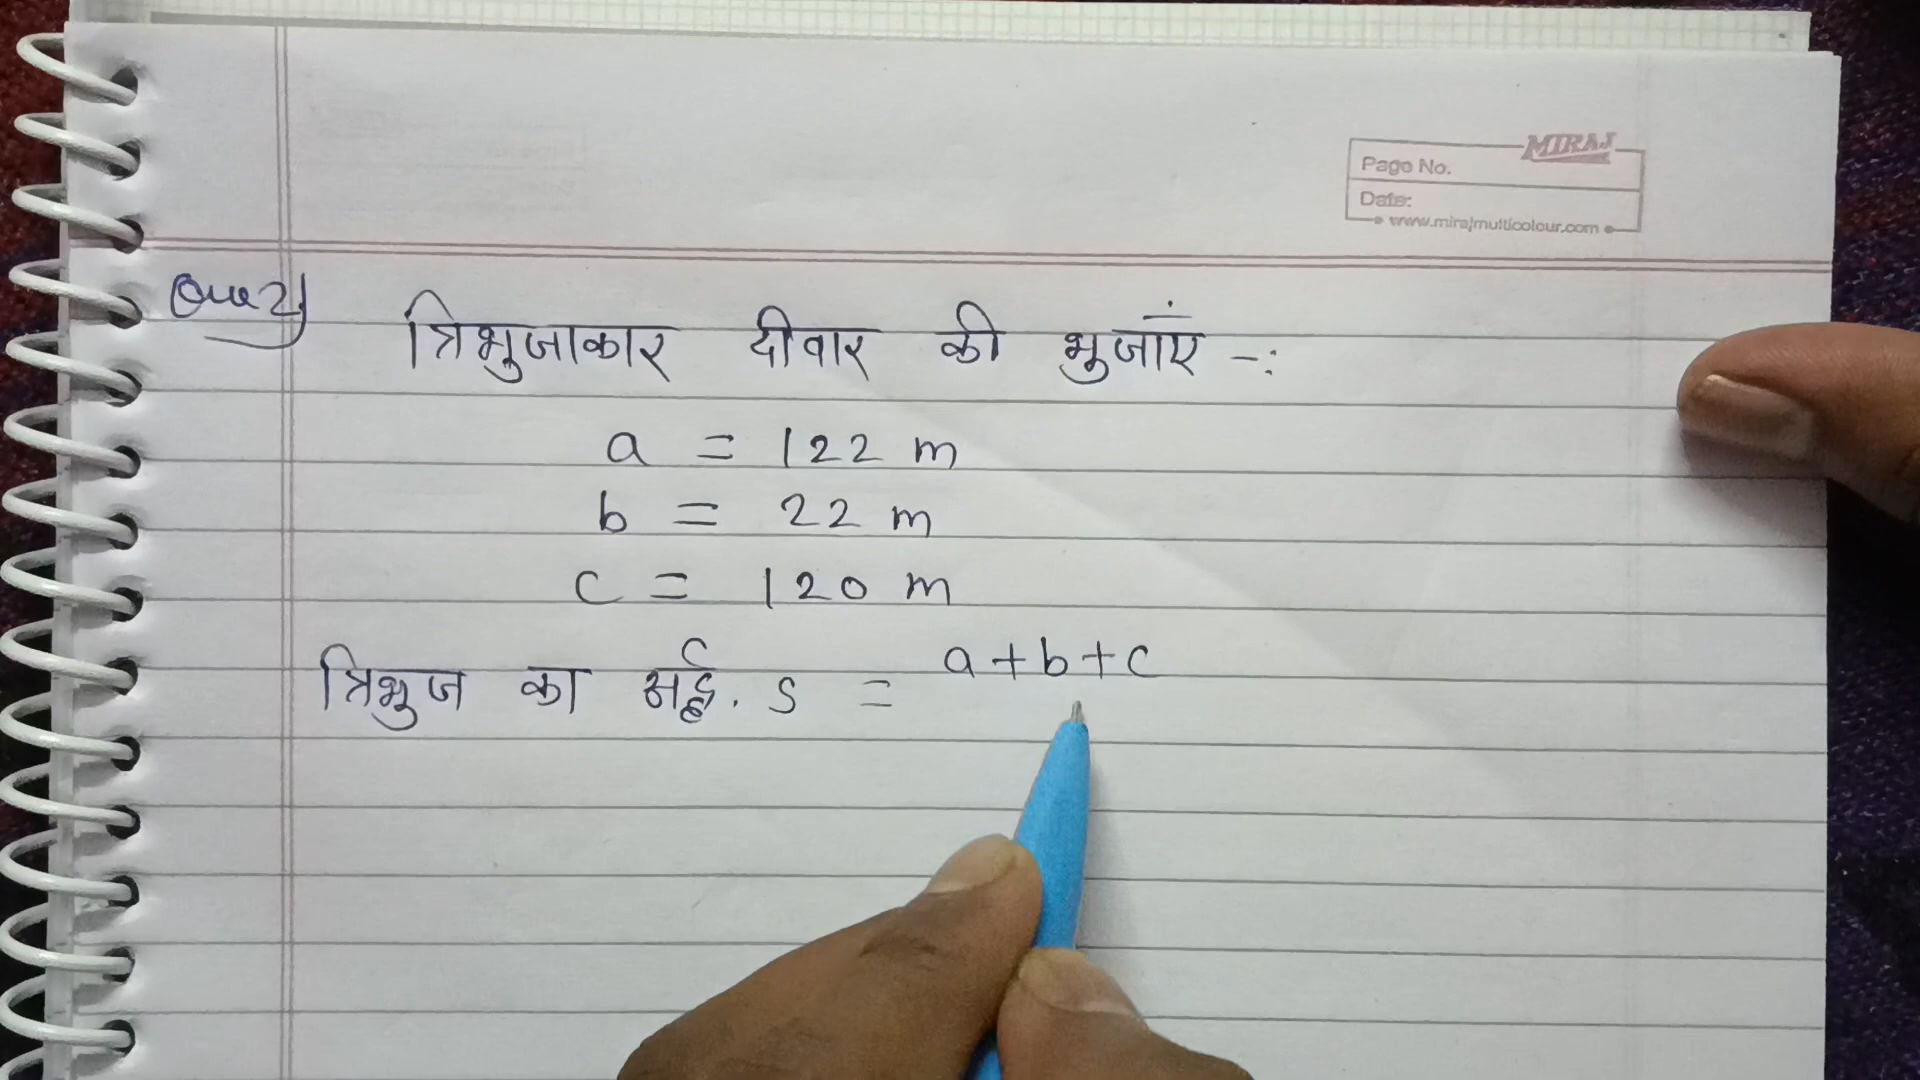 MIRAJ
Page No.
Date:
www.mirajmulticolour.com
Que 2)
त्रिभुजाकार दीवार की भुजाएं -:
a = 122 m
b = 22 m
c = 120 m
त्रिभुज का अर्द्ध. s = a+b+c